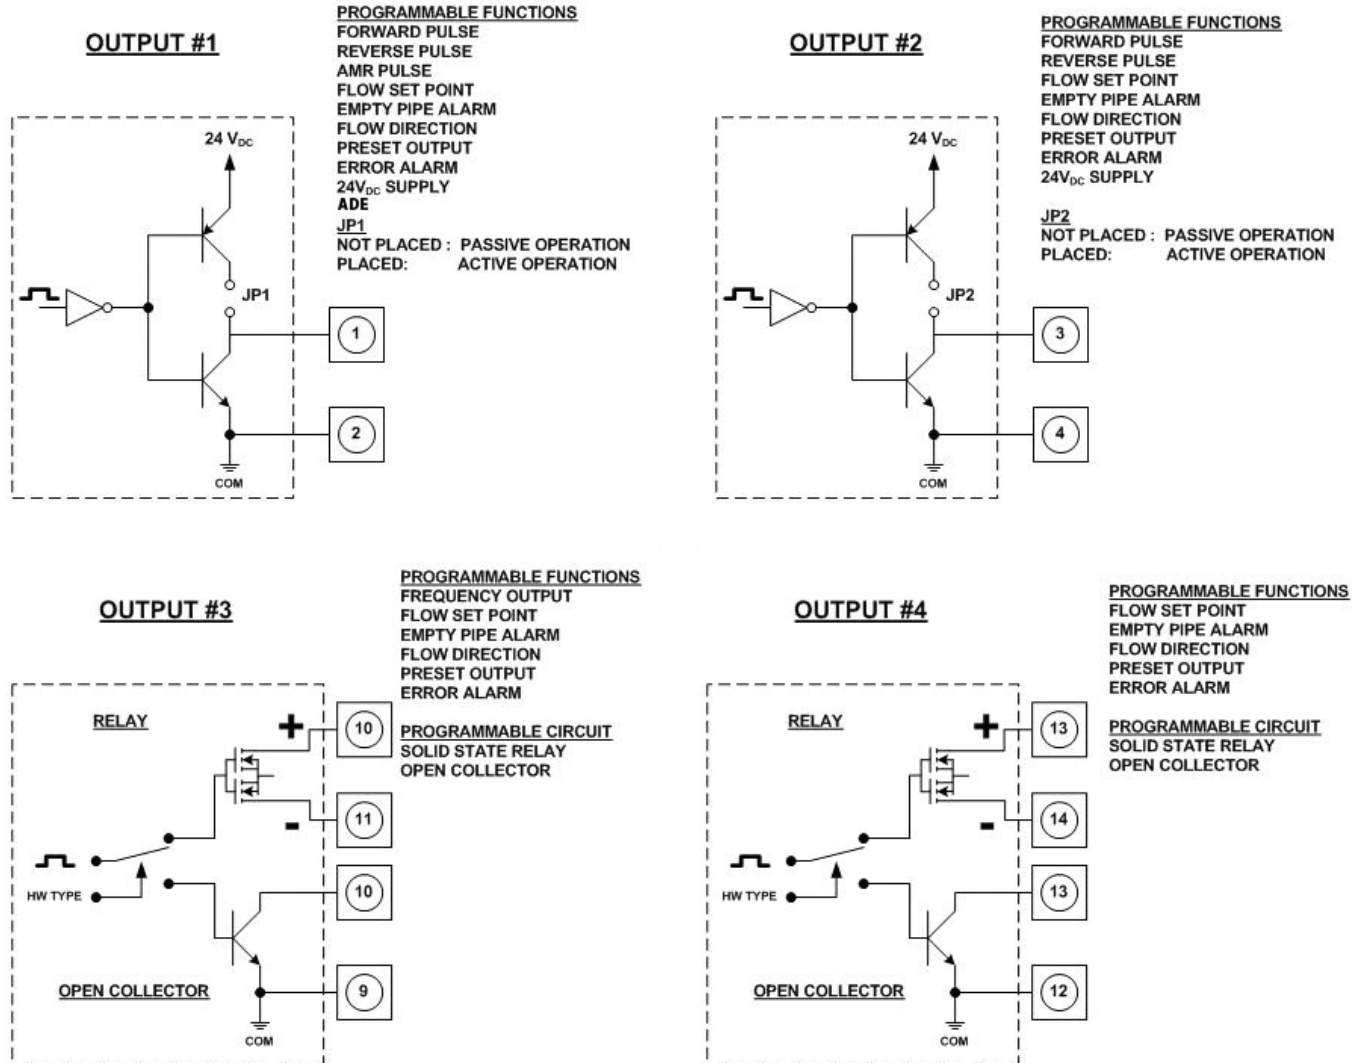 OUTPUT #1
PROGRAMMABLE FUNCTIONS
FORWARD PULSE
REVERSE PULSE
AMR PULSE
FLOW SET POINT
EMPTY PIPE ALARM
FLOW DIRECTION
PRESET OUTPUT
ERROR ALARM
24VDC SUPPLY
ADE
JP1
NOT PLACED : PASSIVE OPERATION
PLACED: ACTIVE OPERATION
24 VDC
JP1
1
2
COM
OUTPUT #2
PROGRAMMABLE FUNCTIONS
FORWARD PULSE
REVERSE PULSE
FLOW SET POINT
EMPTY PIPE ALARM
FLOW DIRECTION
PRESET OUTPUT
ERROR ALARM
24VDC SUPPLY
JP2
NOT PLACED : PASSIVE OPERATION
PLACED: ACTIVE OPERATION
24 VDC
JP2
3
4
COM
OUTPUT #3
PROGRAMMABLE FUNCTIONS
FREQUENCY OUTPUT
FLOW SET POINT
EMPTY PIPE ALARM
FLOW DIRECTION
PRESET OUTPUT
ERROR ALARM
PROGRAMMABLE CIRCUIT
SOLID STATE RELAY
OPEN COLLECTOR
RELAY
+
10
-
11
10
HW TYPE
OPEN COLLECTOR
9
COM
OUTPUT #4
PROGRAMMABLE FUNCTIONS
FLOW SET POINT
EMPTY PIPE ALARM
FLOW DIRECTION
PRESET OUTPUT
ERROR ALARM
PROGRAMMABLE CIRCUIT
SOLID STATE RELAY
OPEN COLLECTOR
RELAY
+
13
-
14
13
HW TYPE
OPEN COLLECTOR
12
COM